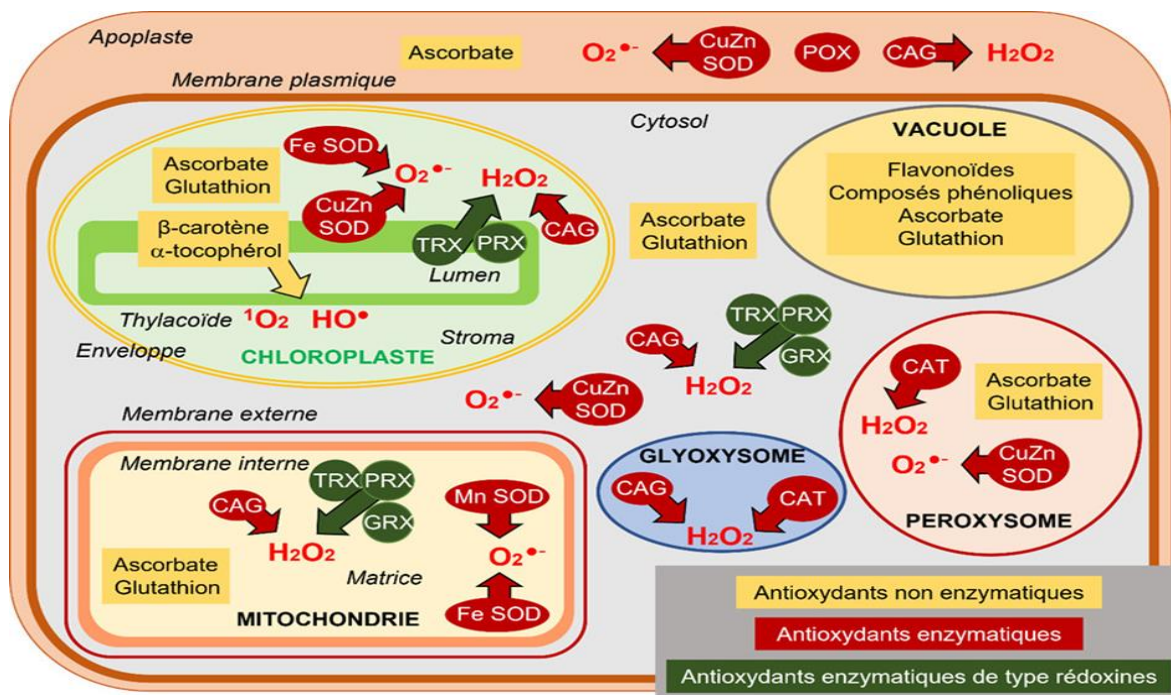 Apoplaste
Ascorbate
O2•-
CuZn
SOD
POX
CAG
H2O2
Membrane plasmique
Cytosol
Fe SOD
Ascorbate
Glutathion
O2•-
H2O2
CuZn
SOD
CAG
β-carotène
α-tocophérol
TRX
PRX
Lumen
Thylacoïde
1O2
HO•
Stroma
Enveloppe
CHLOROPLASTE
Ascorbate
Glutathion
VACUOLE
Flavonoïdes
Composés phénoliques
Ascorbate
Glutathion
TRX
PRX
GRX
CAG
H2O2
O2•-
CuZn
SOD
CAT
Ascorbate
Glutathion
H2O2
O2•-
CuZn
SOD
PEROXYSOME
GLYOXYSOME
CAG
CAT
H2O2
Membrane externe
Membrane interne
TRX
PRX
GRX
CAG
H2O2
Mn SOD
O2•-
Fe SOD
Ascorbate
Glutathion
Matrice
MITOCHONDRIE
Antioxydants non enzymatiques
Antioxydants enzymatiques
Antioxydants enzymatiques de type rédoxines